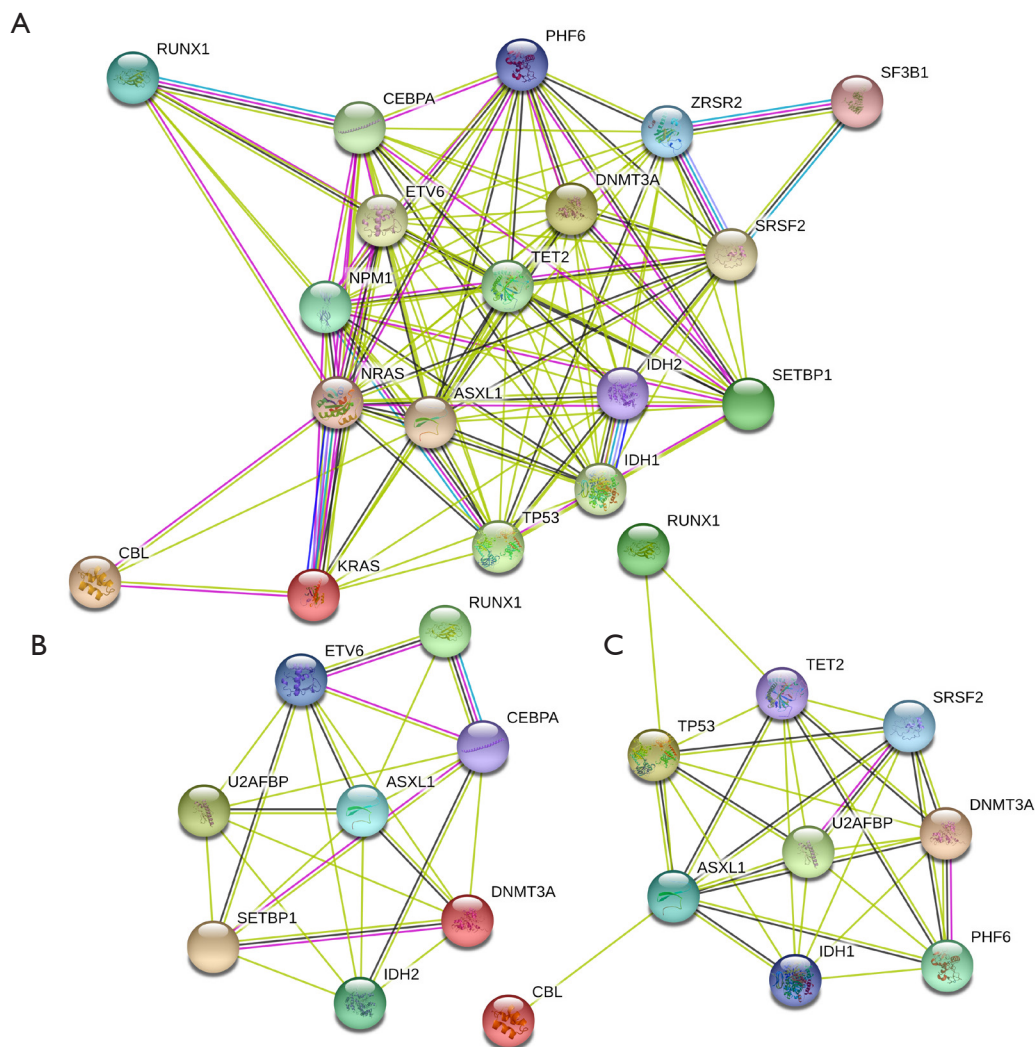 A
RUNX1
PHF6
SF3B1
CEBPA
ZRSR2
DNMT3A
ETV6
SRSF2
TET2
NPM1
IDH2
SETBP1
NRAS
ASXL1
IDH1
TP53
CBL
KRAS
B
RUNX1
ETV6
CEBPA
U2AFBP
ASXL1
DNMT3A
SETBP1
IDH2
C
RUNX1
TET2
SRSF2
TP53
DNMT3A
U2AFBP
ASXL1
PHF6
IDH1
CBL